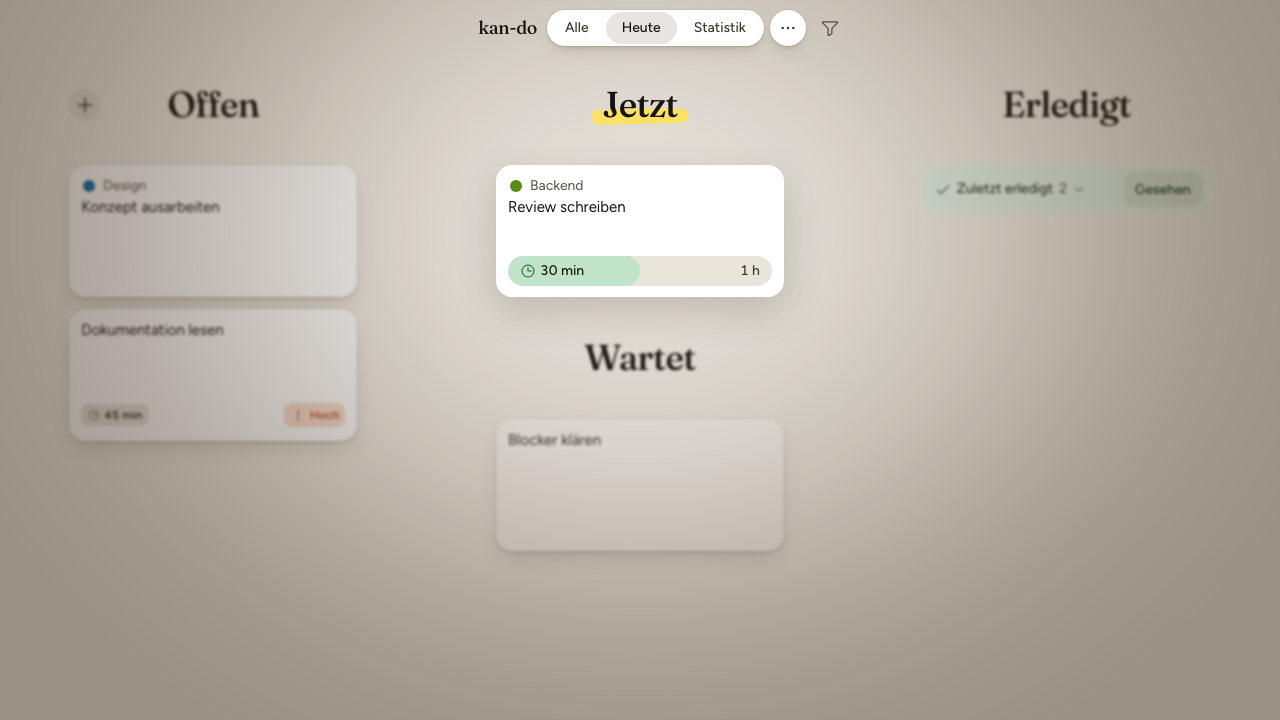 kan-do
Alle
Heute
Statistik
Offen
Design
Konzept ausarbeiten
Dokumentation lesen
45 min
Hoch
Jetzt
Backend
Review schreiben
30 min
1 h
Wartet
Blocker klären
Erledigt
Zuletzt erledigt 2
Gesehen